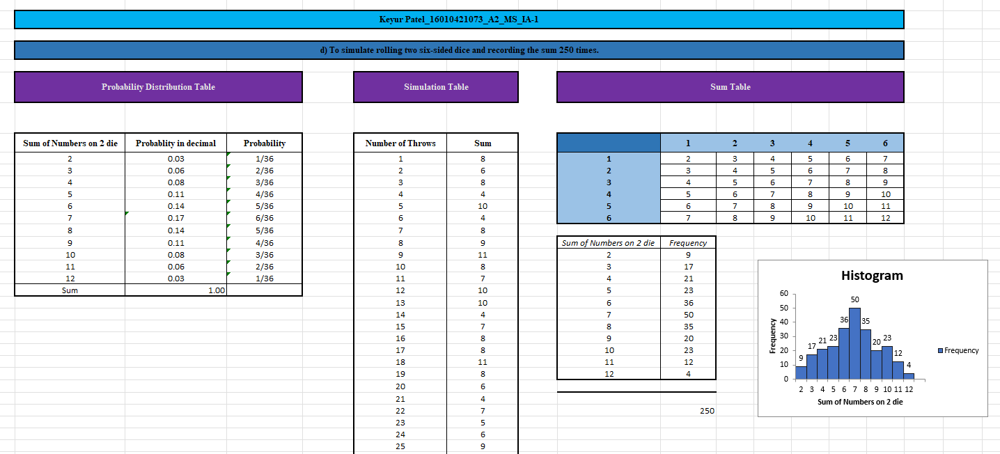 Keyur Patel_16010421073_A2_MS_IA-1
d) To simulate rolling two six-sided dice and recording the sum 250 times.
Probability Distribution Table
Sum of Numbers on 2 die Probablity in decimal Probability
2 0.03 1/36
3 0.06 2/36
4 0.08 3/36
5 0.11 4/36
6 0.14 5/36
7 0.17 6/36
8 0.14 5/36
9 0.11 4/36
10 0.08 3/36
11 0.06 2/36
12 0.03 1/36
Sum 1.00
Simulation Table
Number of Throws Sum
1 8
2 6
3 8
4 4
5 10
6 4
7 8
8 9
9 11
10 8
11 7
12 10
13 10
14 4
15 7
16 8
17 8
18 11
19 8
20 6
21 4
22 7
23 5
24 6
25 9
Sum Table
1 2 3 4 5 6
1 2 3 4 5 6 7
2 3 4 5 6 7 8
3 4 5 6 7 8 9
4 5 6 7 8 9 10
5 6 7 8 9 10 11
6 7 8 9 10 11 12
Sum of Numbers on 2 die Frequency
2 9
3 17
4 21
5 23
6 36
7 50
8 35
9 20
10 23
11 12
12 4
250
Histogram
Frequency
60
50
40
30
20
10
0
9 17 21 23 36 50 35 20 23 12 4
2 3 4 5 6 7 8 9 10 11 12
Sum of Numbers on 2 die
Frequency